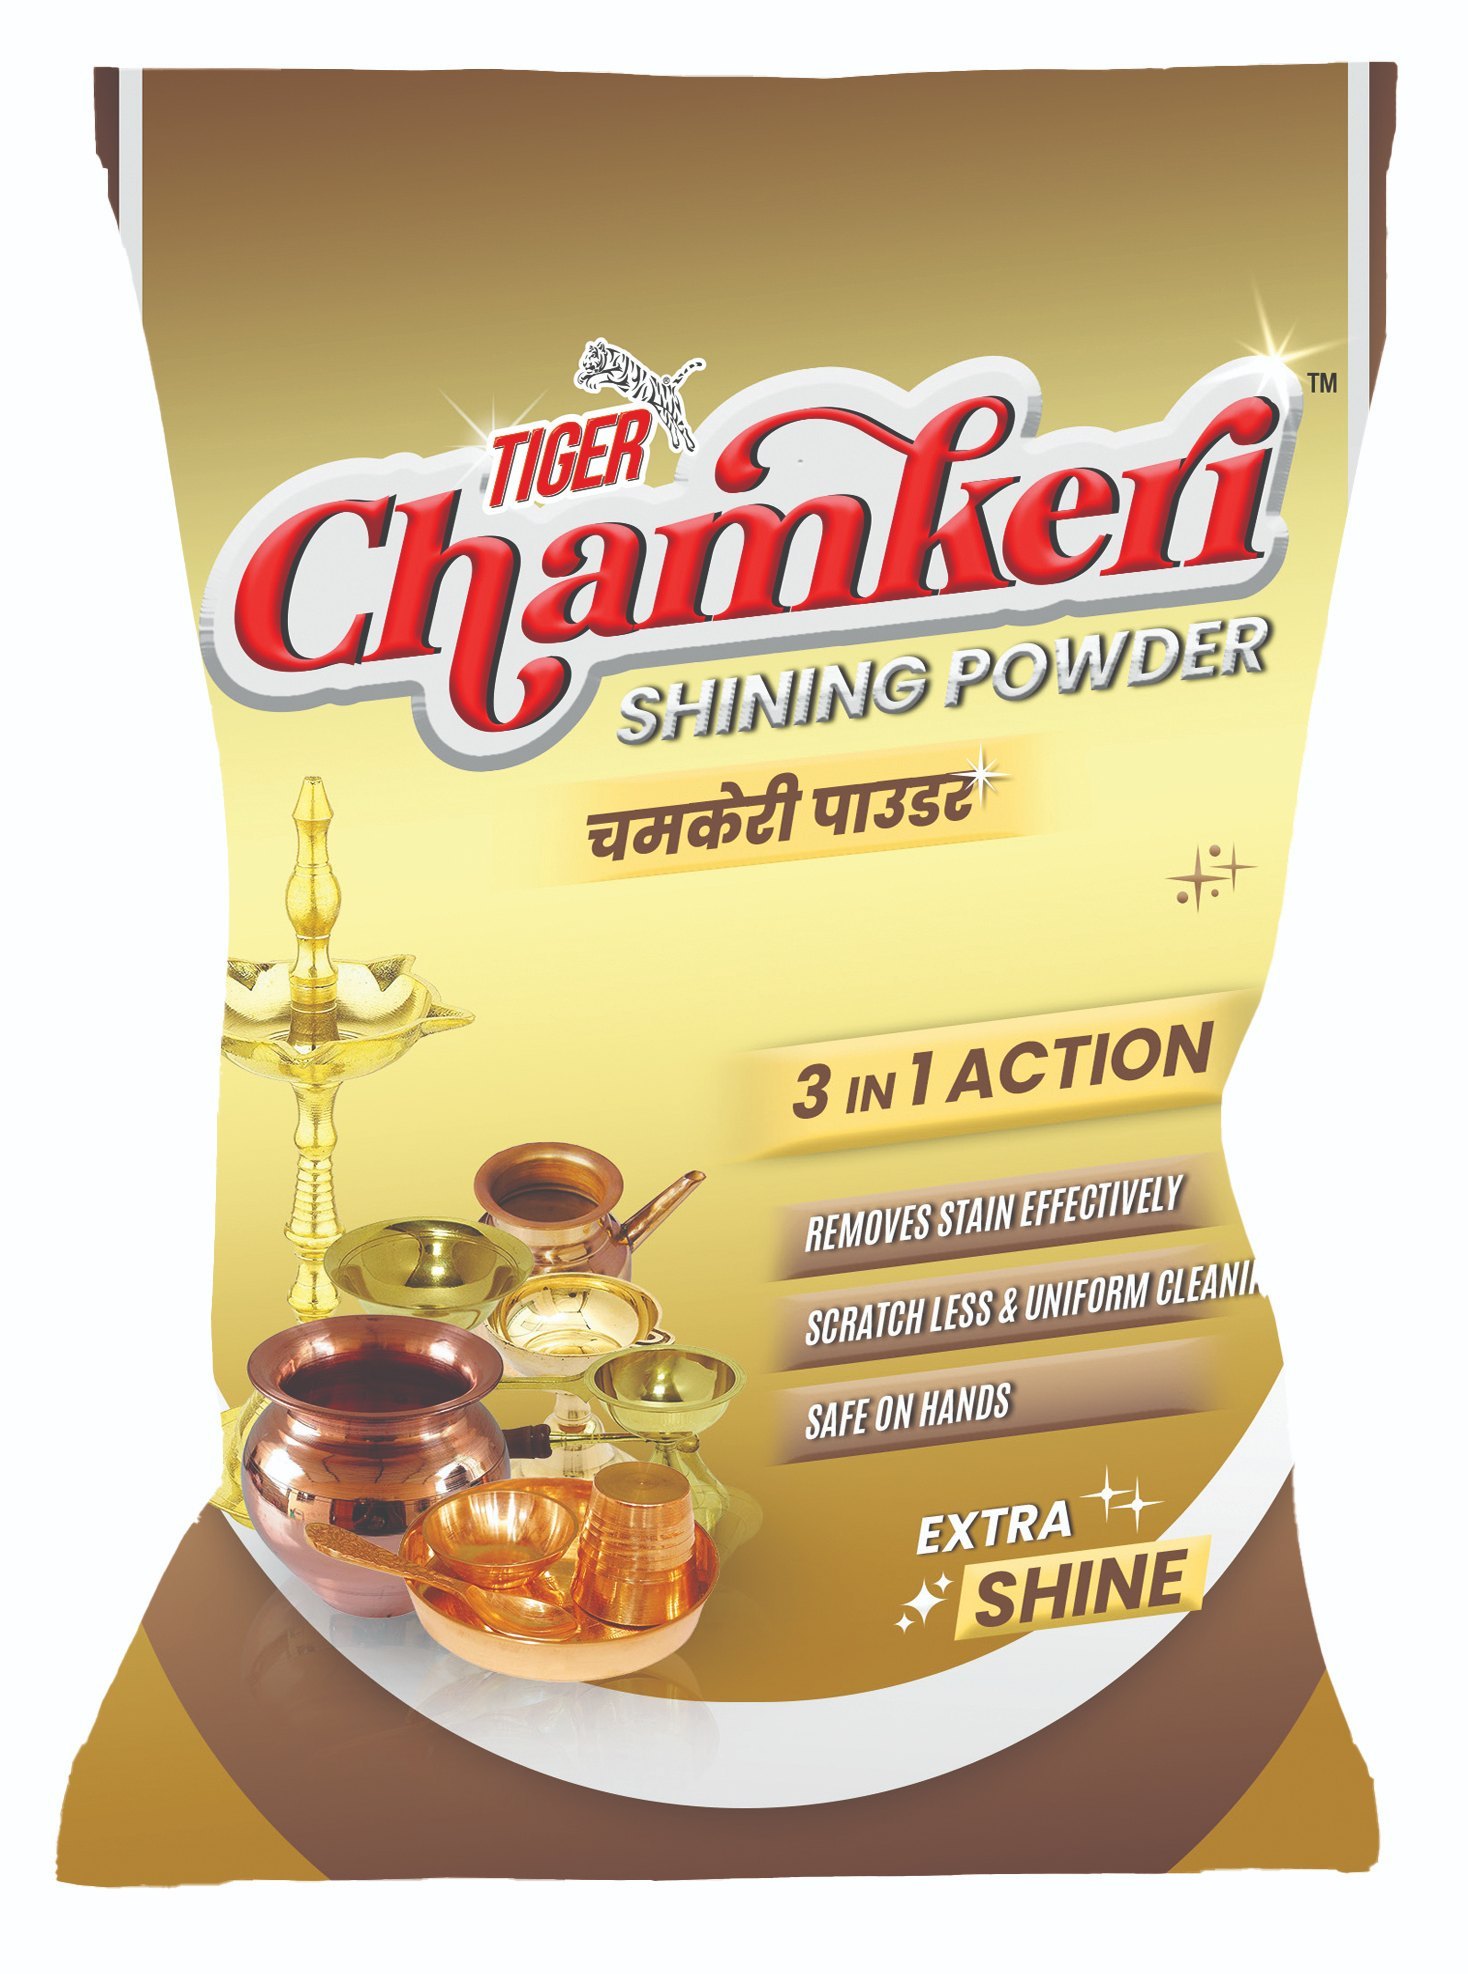 TIGER
Chamkeri
TM
SHINING POWDER
चमकेरी पाउडर
3 IN 1 ACTION
REMOVES STAIN EFFECTIVELY
SCRATCH LESS & UNIFORM
SAFE ON HANDS
EXTRA
SHINE